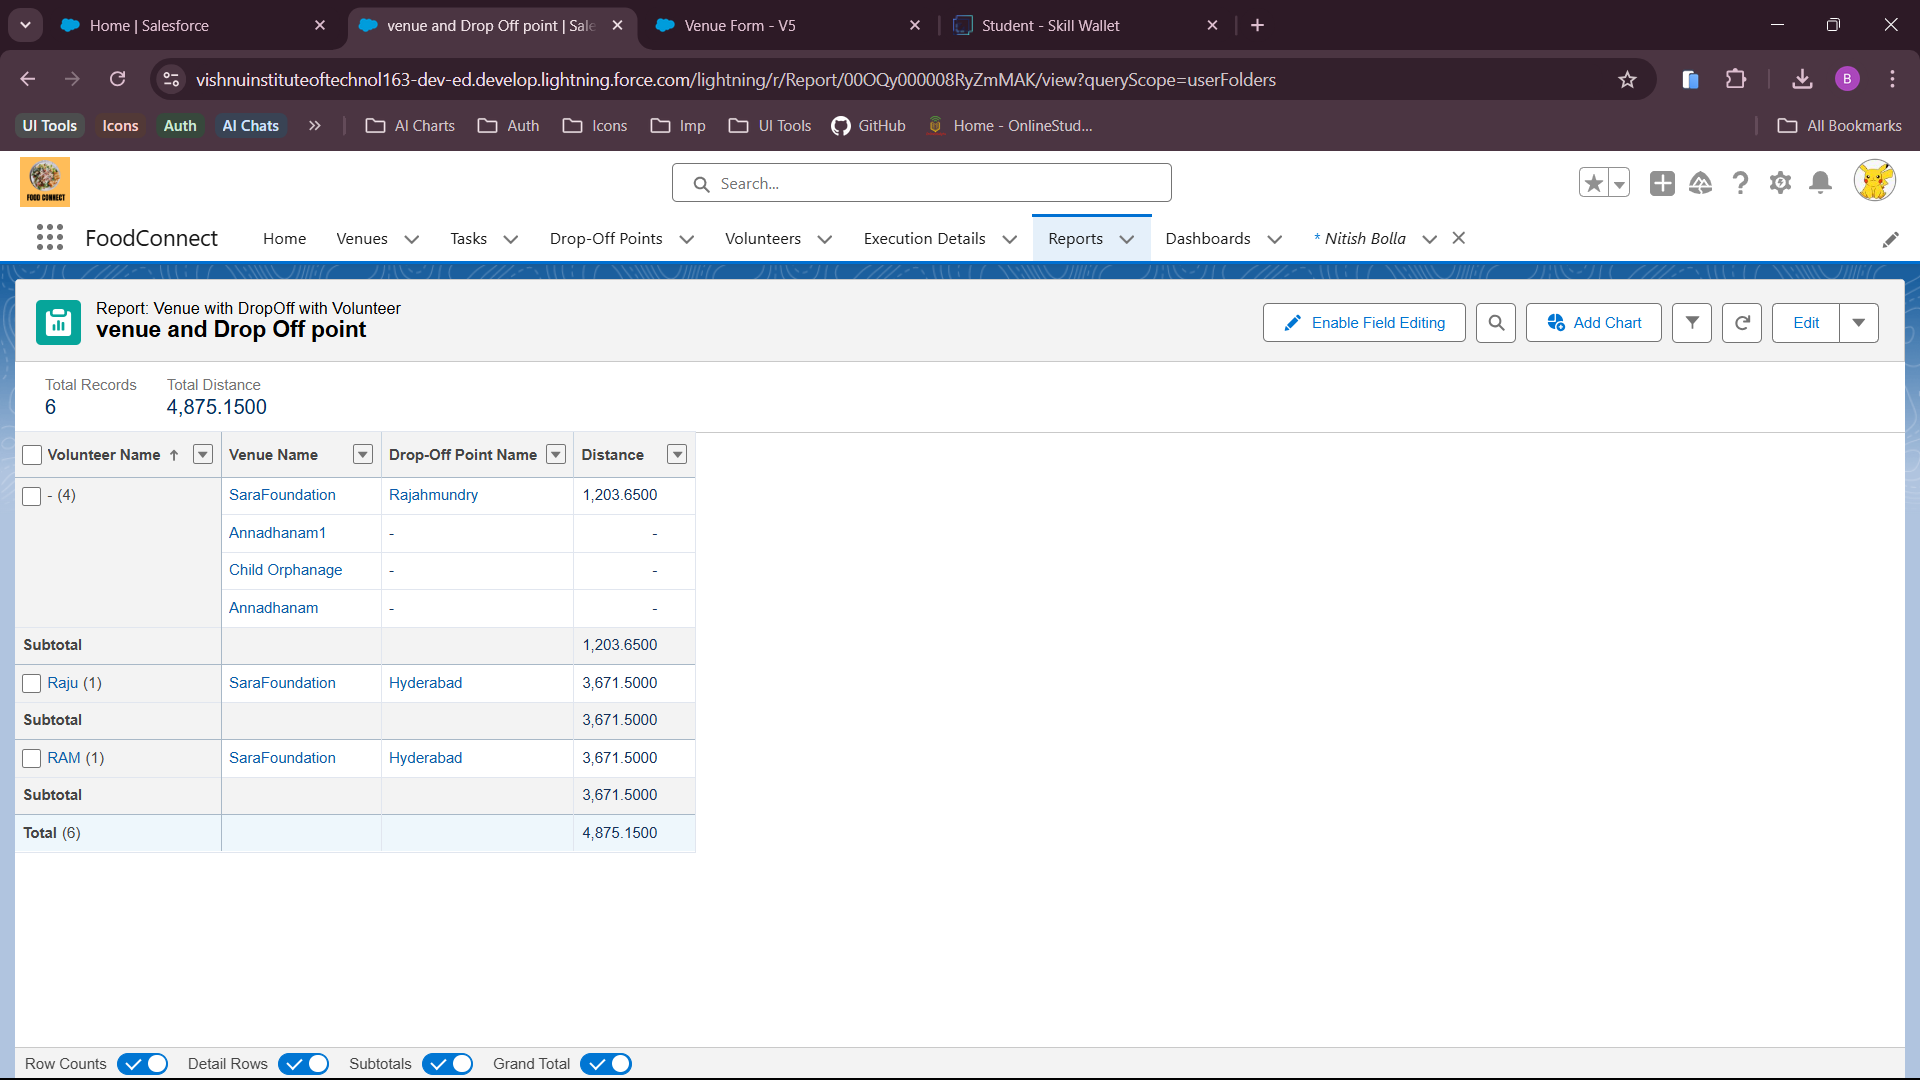 Home | Salesforce
venue and Drop Off point | Sale
Venue Form - V5
Student - Skill Wallet
vishnuinstituteoftechnol163-dev-ed.develop.lightning.force.com/lightning/r/Report/00OQy000008RyZmMAK/view?queryScope=userFolders
B
UI Tools Icons Auth AI Chats » AI Charts Auth Icons Imp UI Tools GitHub Home - OnlineStud... All Bookmarks
FOOD CONNECT
Search...
FoodConnect Home Venues Tasks Drop-Off Points Volunteers Execution Details Reports Dashboards * Nitish Bolla
Report: Venue with DropOff with Volunteer
venue and Drop Off point
Enable Field Editing Add Chart Edit
Total Records Total Distance
6 4,875.1500
Volunteer Name ↑ Venue Name Drop-Off Point Name Distance
- (4) SaraFoundation Rajahmundry 1,203.6500
Annadhanam1 - -
Child Orphanage - -
Annadhanam - -
Subtotal 1,203.6500
Raju (1) SaraFoundation Hyderabad 3,671.5000
Subtotal 3,671.5000
RAM (1) SaraFoundation Hyderabad 3,671.5000
Subtotal 3,671.5000
Total (6) 4,875.1500
Row Counts Detail Rows Subtotals Grand Total